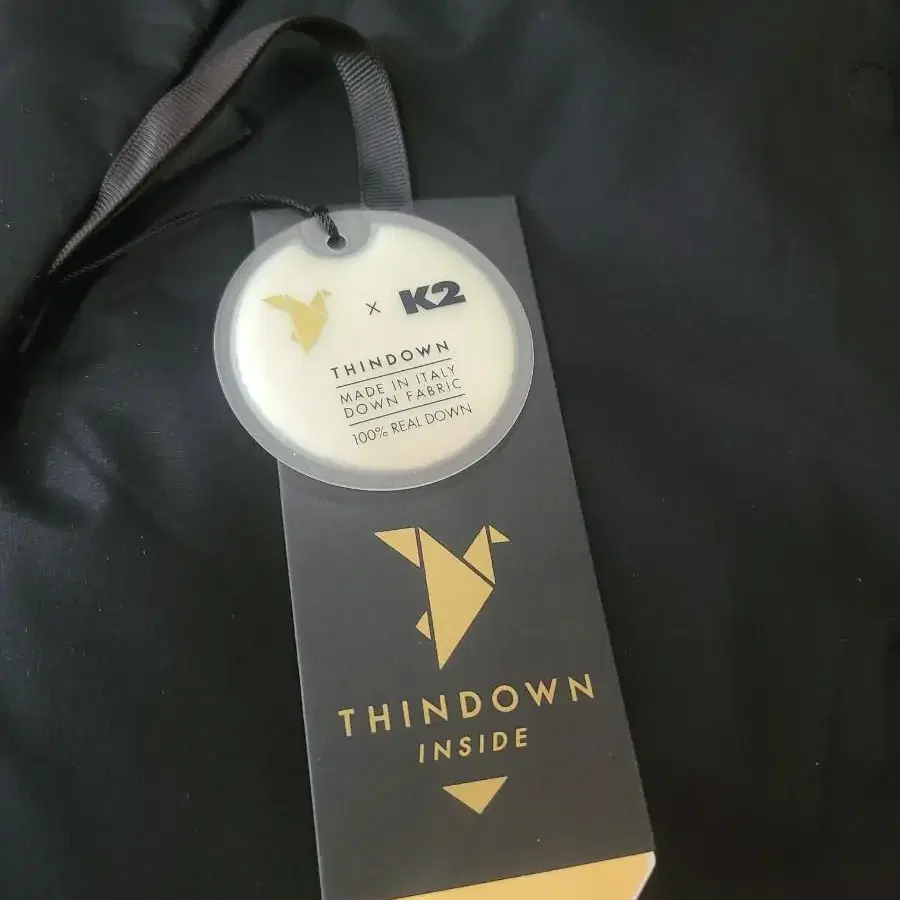 x K2
THINDOWN
MADE IN ITALY
DOWN FABRIC
100% REAL DOWN
THINDOWN
INSIDE